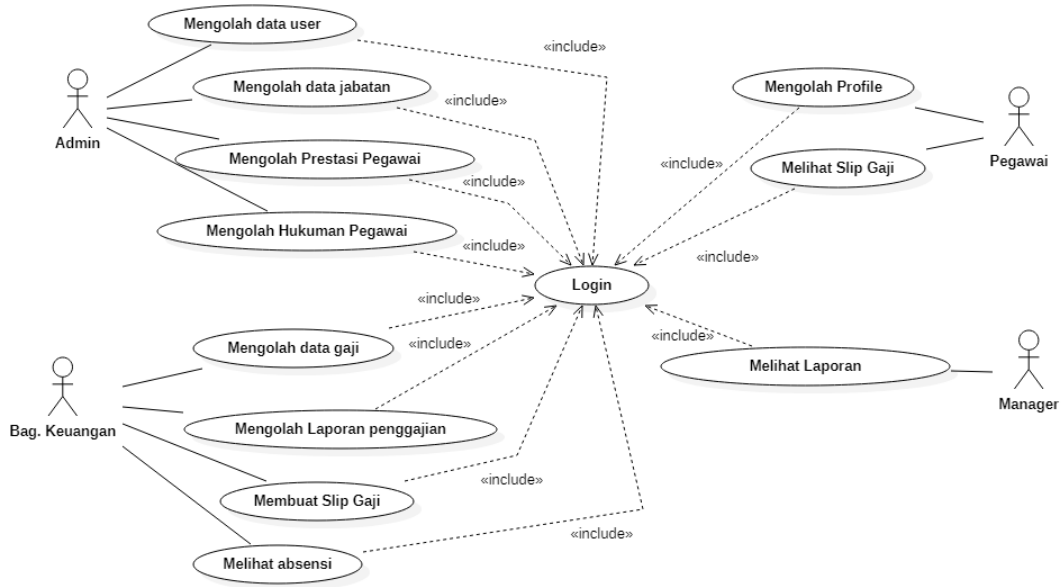 Mengolah data user
«include»
Mengolah data jabatan
«include»
Mengolah Profile
Admin
Mengolah Prestasi Pegawai
«include»
«include»
Melihat Slip Gaji
Pegawai
Mengolah Hukuman Pegawai
«include»
«include»
Login
«include»
«include»
«include»
Mengolah data gaji
Melihat Laporan
Manager
Bag. Keuangan
Mengolah Laporan penggajian
«include»
Membuat Slip Gaji
«include»
Melihat absensi